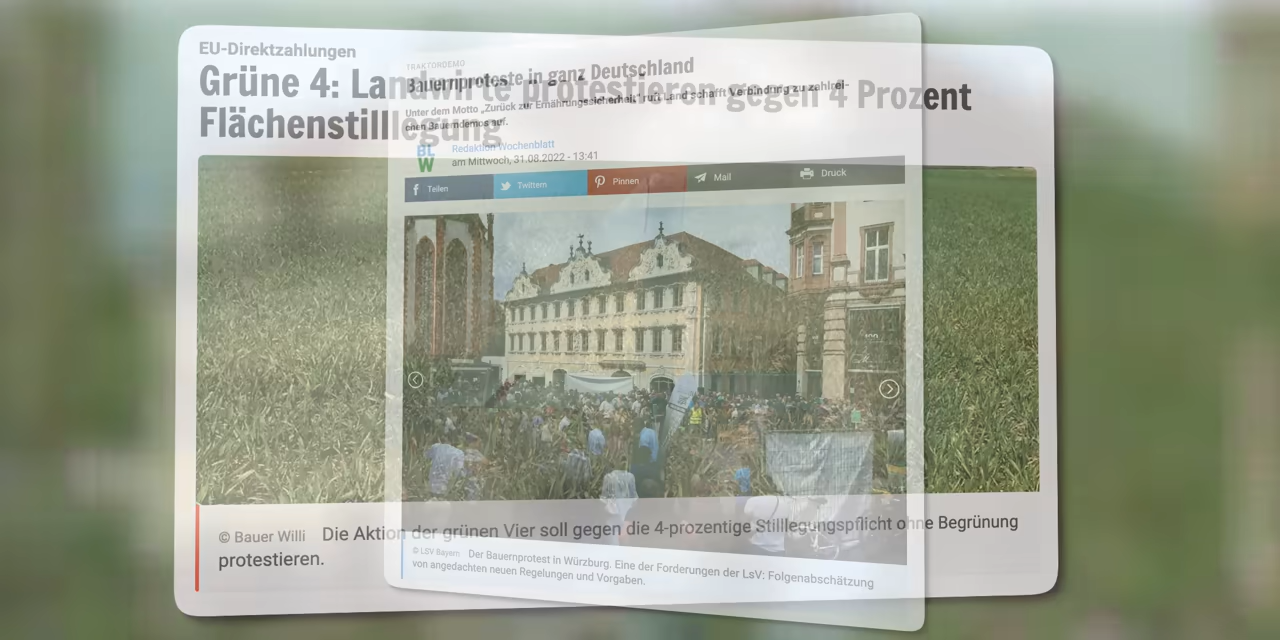 EU-Direktzahlungen
Grüne 4: Landwirte protestieren gegen 4 Prozent
Flächenstilllegung
© Bauer Willi Die Aktion der grünen Vier soll gegen die 4-prozentige Stilllegungspflicht ohne Begrünung
protestieren.
TRAKTORDEMO
Bauernproteste in ganz Deutschland
Unter dem Motto „Zurück zur Ernährungssicherheit" ruft Land schafft Verbindung zu zahlrei-
chen Bauerndemos auf.
BL
W
Redaktion Wochenblatt
am Mittwoch, 31.08.2022 - 13:41
Teilen Twittern Pinnen Mail Druck
© LSV Bayern Der Bauernprotest in Würzburg. Eine der Forderungen der LsV: Folgenabschätzung
von angedachten neuen Regelungen und Vorgaben.